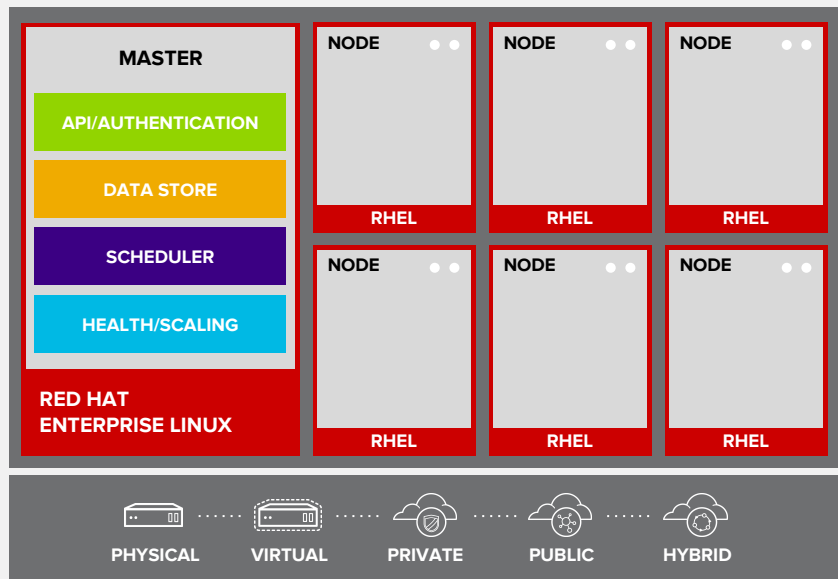 MASTER
API/AUTHENTICATION
DATA STORE
SCHEDULER
HEALTH/SCALING
RED HAT
ENTERPRISE LINUX
NODE
RHEL
NODE
RHEL
NODE
RHEL
NODE
RHEL
NODE
RHEL
NODE
RHEL
PHYSICAL
VIRTUAL
PRIVATE
PUBLIC
HYBRID